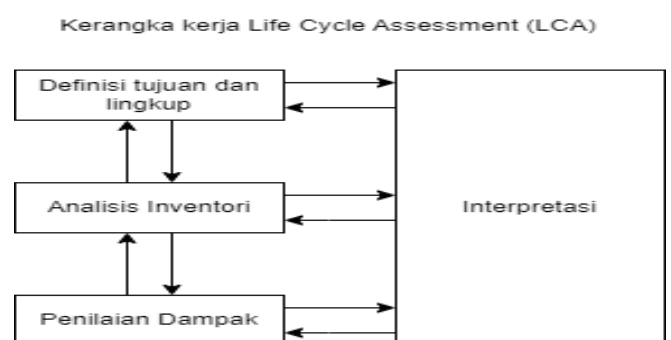 Kerangka kerja Life Cycle Assessment (LCA)
Definisi tujuan dan
lingkup
Analisis Inventori
Interpretasi
Penilaian Dampak